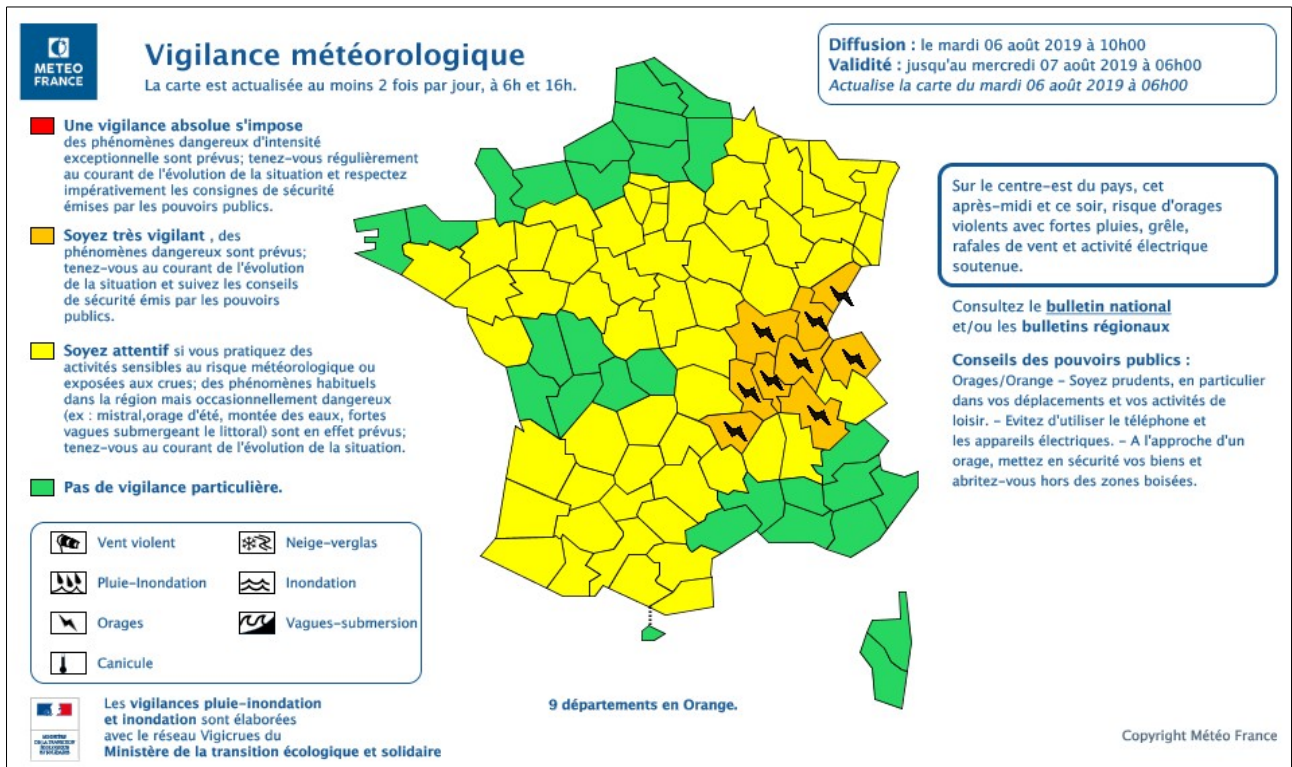 METEO
FRANCE
Vigilance météorologique
La carte est actualisée au moins 2 fois par jour, à 6h et 16h.
Diffusion : le mardi 06 août 2019 à 10h00
Validité : jusqu'au mercredi 07 août 2019 à 06h00
Actualise la carte du mardi 06 août 2019 à 06h00
Une vigilance absolue s'impose
des phénomènes dangereux d'intensité
exceptionnelle sont prévus; tenez-vous régulièrement
au courant de l'évolution de la situation et respectez
impérativement les consignes de sécurité
émises par les pouvoirs publics.
Soyez très vigilant , des
phénomènes dangereux sont prévus;
tenez-vous au courant de l'évolution
de la situation et suivez les conseils
de sécurité émis par les pouvoirs
publics.
Soyez attentif si vous pratiquez des
activités sensibles au risque météorologique ou
exposées aux crues; des phénomènes habituels
dans la région mais occasionnellement dangereux
(ex : mistral,orage d'été, montée des eaux, fortes
vagues submergeant le littoral) sont en effet prévus;
tenez-vous au courant de l'évolution de la situation.
Pas de vigilance particulière.
Vent violent
Neige-verglas
Pluie-Inondation
Inondation
Orages
Vagues-submersion
Canicule
Les vigilances pluie-inondation
et inondation sont élaborées
avec le réseau Vigicrues du
Ministère de la transition écologique et solidaire
9 départements en Orange.
Sur le centre-est du pays, cet
après-midi et ce soir, risque d'orages
violents avec fortes pluies, grêle,
rafales de vent et activité électrique
soutenue.
Consultez le bulletin national
et/ou les bulletins régionaux
Conseils des pouvoirs publics :
Orages/Orange – Soyez prudents, en particulier
dans vos déplacements et vos activités de
loisir. – Evitez d'utiliser le téléphone et
les appareils électriques. – A l'approche d'un
orage, mettez en sécurité vos biens et
abritez-vous hors des zones boisées.
Copyright Météo France